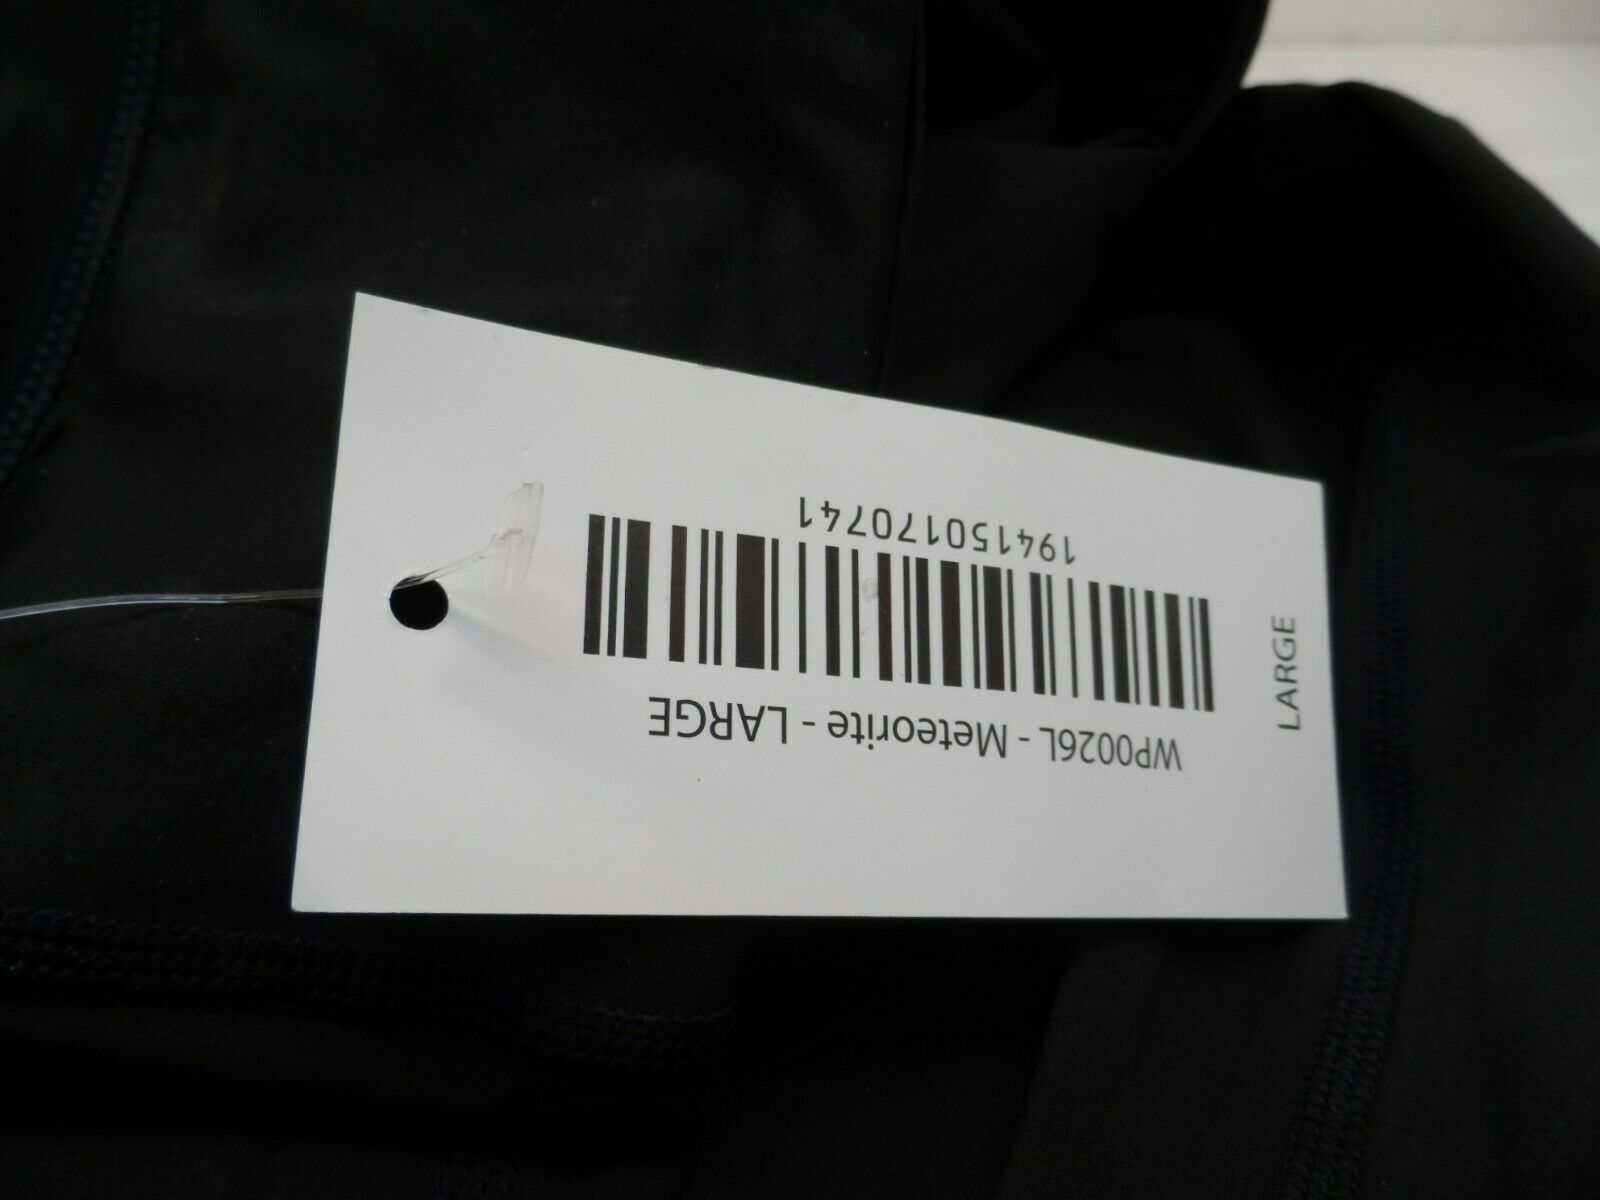 WP0026L - Meteorite - LARGE
194150170741
LARGE